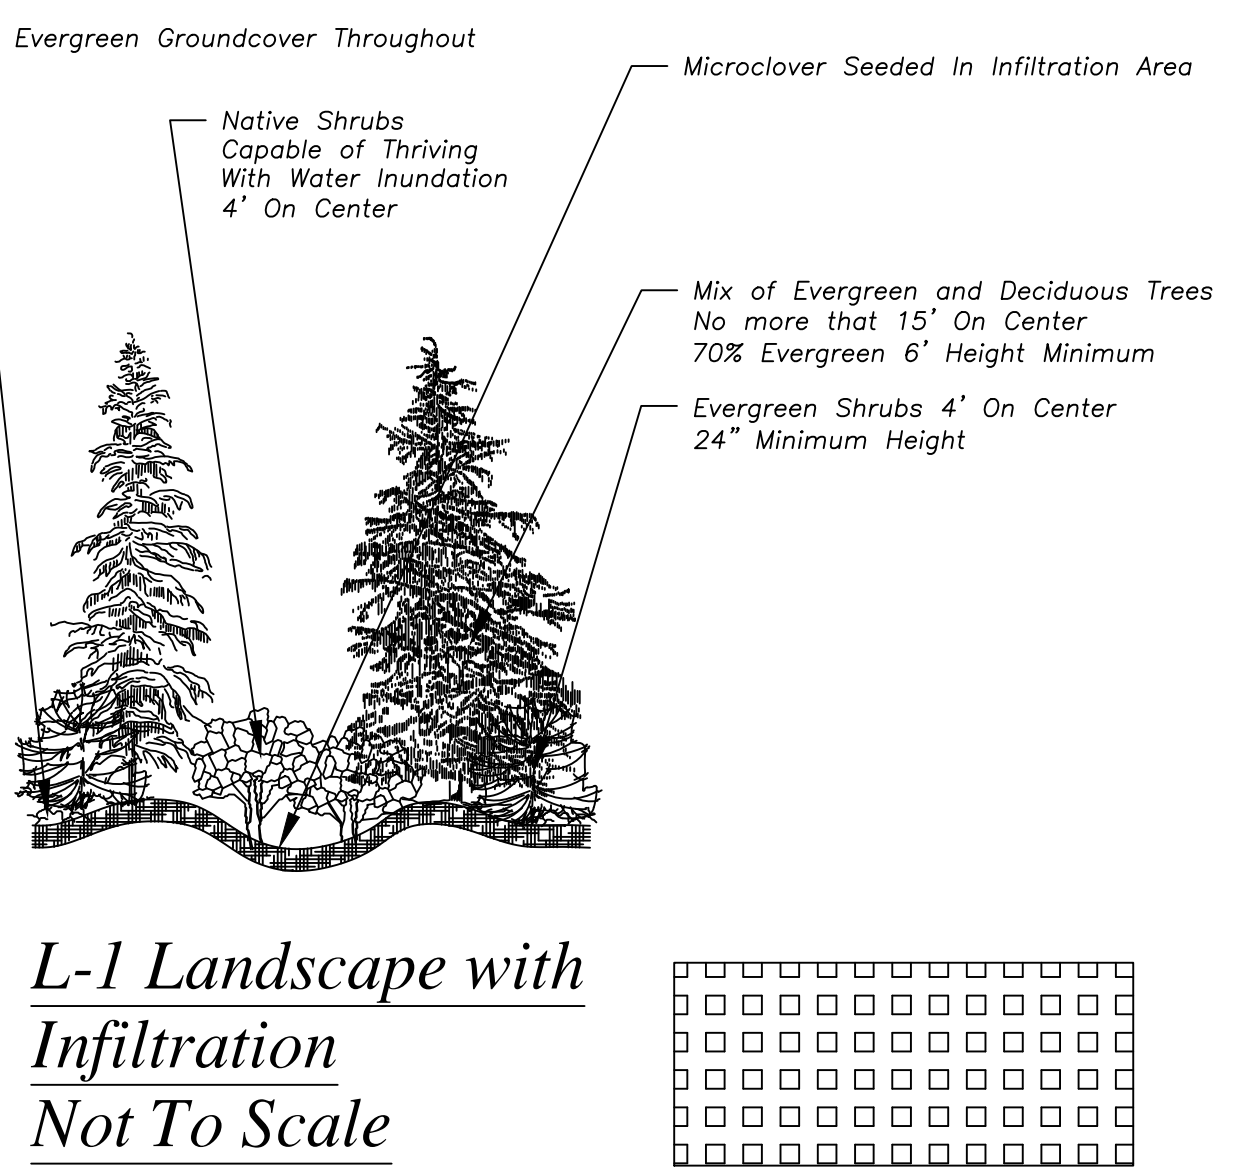 Evergreen Groundcover Throughout
Microclover Seeded In Infiltration Area
Native Shrubs
Capable of Thriving
With Water Inundation
4' On Center
Mix of Evergreen and Deciduous Trees
No more that 15' On Center
70% Evergreen 6' Height Minimum
Evergreen Shrubs 4' On Center
24” Minimum Height
L-1 Landscape with
Infiltration
Not To Scale